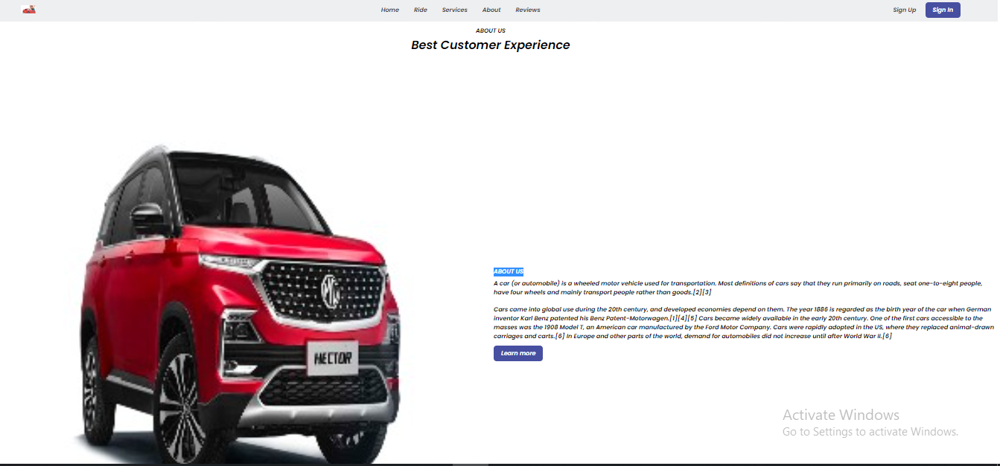 Home Ride Services About Reviews Sign Up Sign In
ABOUT US
Best Customer Experience
ABOUT US
A car (or automobile) is a wheeled motor vehicle used for transportation. Most definitions of cars say that they run primarily on roads, seat one-to-eight people,
have four wheels and mainly transport people rather than goods.[2][3]
Cars came into global use during the 20th century, and developed economies depend on them. The year 1886 is regarded as the birth year of the car when German
inventor Karl Benz patented his Benz Patent-Motorwagen.[1][4][5] Cars became widely available in the early 20th century. One of the first cars accessible to the
masses was the 1908 Model T, an American car manufactured by the Ford Motor Company. Cars were rapidly adopted in the US, where they replaced animal-drawn
carriages and carts.[6] In Europe and other parts of the world, demand for automobiles did not increase until after World War II.[6]
Learn more
MG
HECTOR
Activate Windows
Go to Settings to activate Windows.